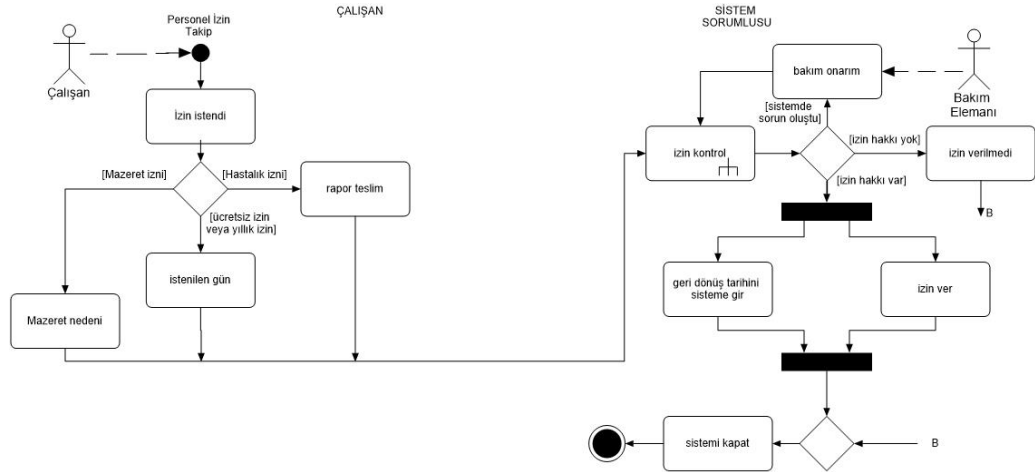 ÇALIŞAN
SİSTEM
SORUMLUSU
Personel İzin
Takip
Çalışan
İzin istendi
[Mazeret izni]
[Hastalık izni]
rapor teslim
[ücretsiz izin
veya yıllık izin]
istenilen gün
Mazeret nedeni
bakım onarım
Bakım
Elemanı
[sistemde
sorun oluştu]
izin kontrol
[izin hakkı yok]
izin verilmedi
[izin hakkı var]
B
geri dönüş tarihini
sisteme gir
izin ver
sistemi kapat
B